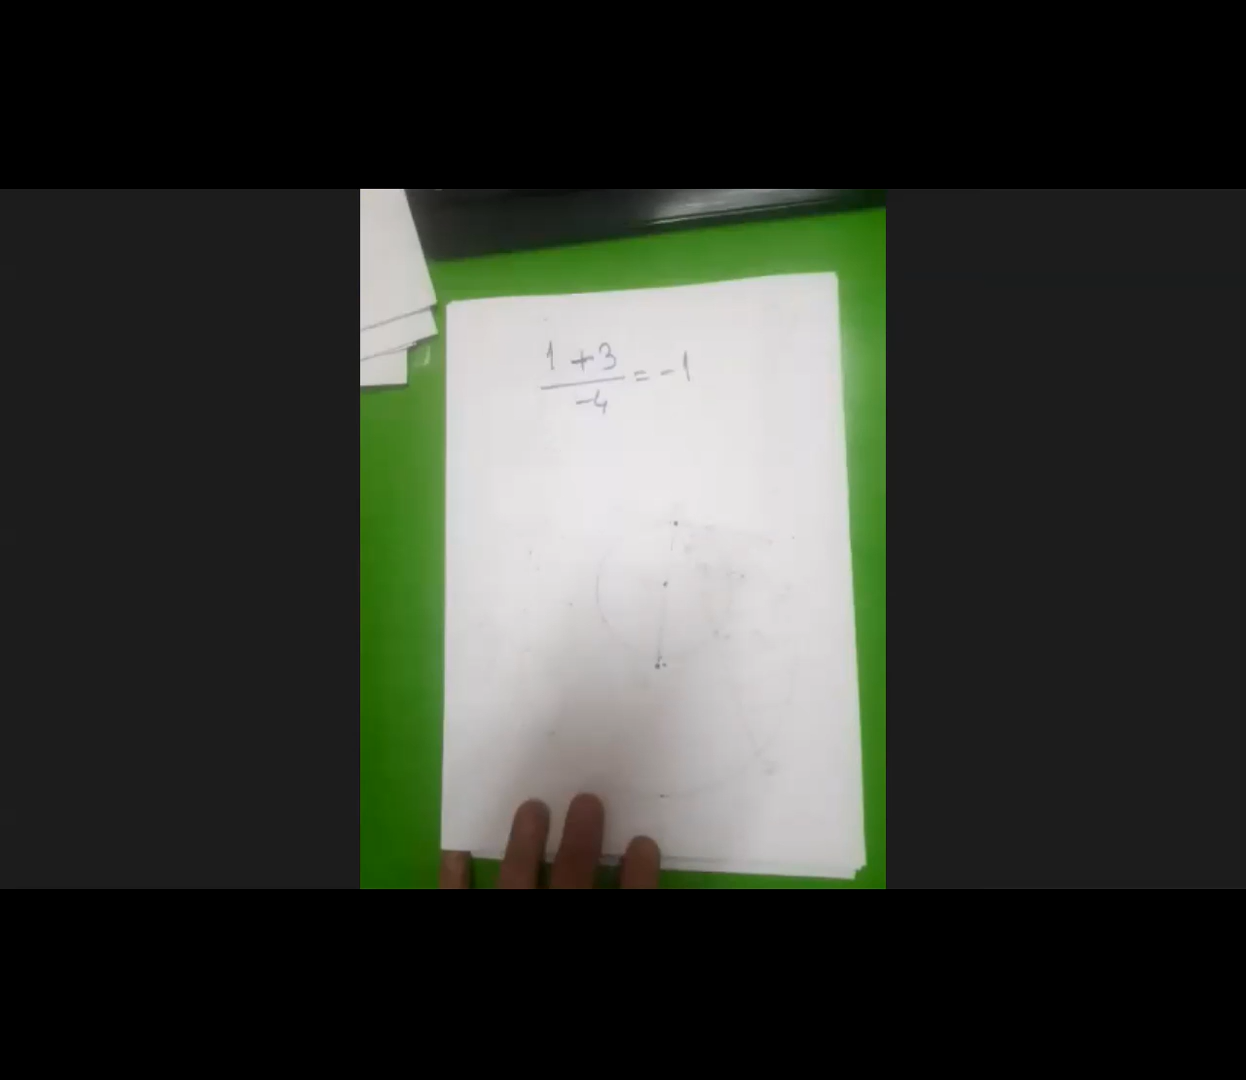 1 + 3
——— = -1
-4